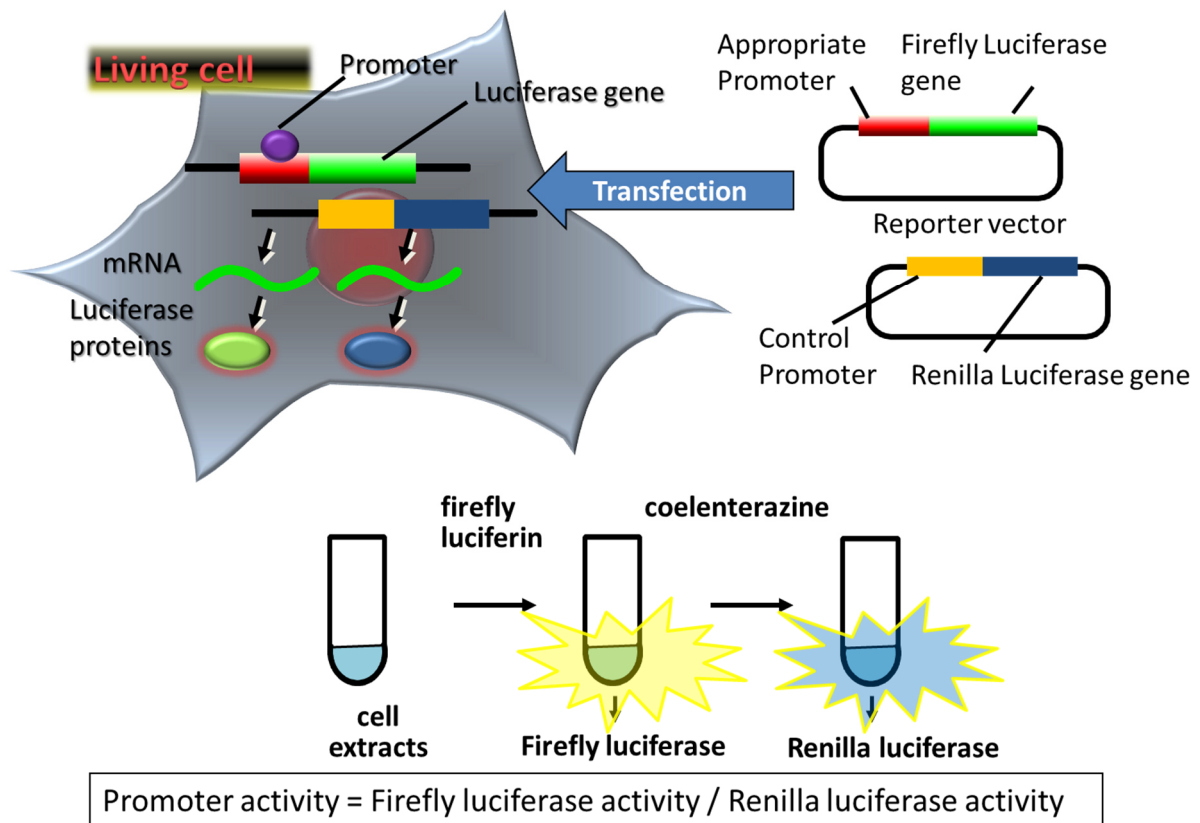 Living cell
Promoter
Luciferase gene
mRNA
Luciferase
proteins
Transfection
Appropriate
Promoter
Firefly Luciferase
gene
Reporter vector
Control
Promoter
Renilla Luciferase gene
firefly
luciferin
coelenterazine
cell
extracts
Firefly luciferase
Renilla luciferase
Promoter activity = Firefly luciferase activity / Renilla luciferase activity